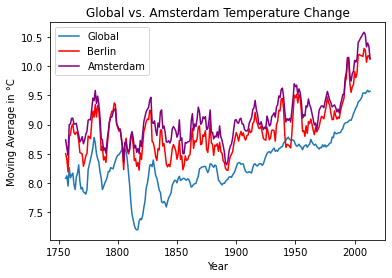 Global vs. Amsterdam Temperature Change
Global
Berlin
Amsterdam
Moving Average in °C
10.5
10.0
9.5
9.0
8.5
8.0
7.5
1750
1800
1850
1900
1950
2000
Year